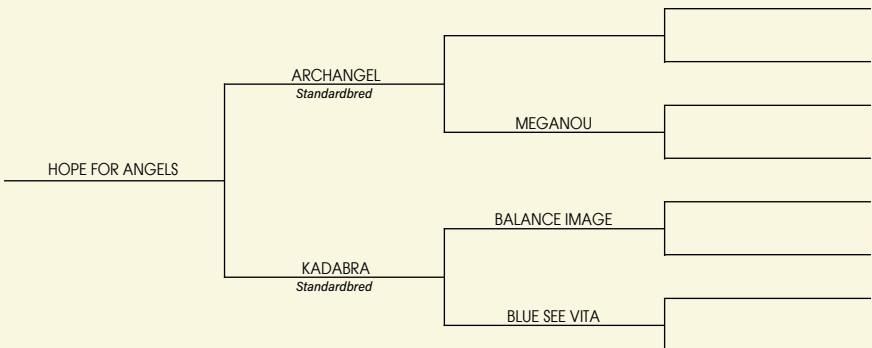 ARCHANGEL
Standardbred
MEGANOU
HOPE FOR ANGELS
BALANCE IMAGE
KADABRA
Standardbred
BLUE SEE VITA